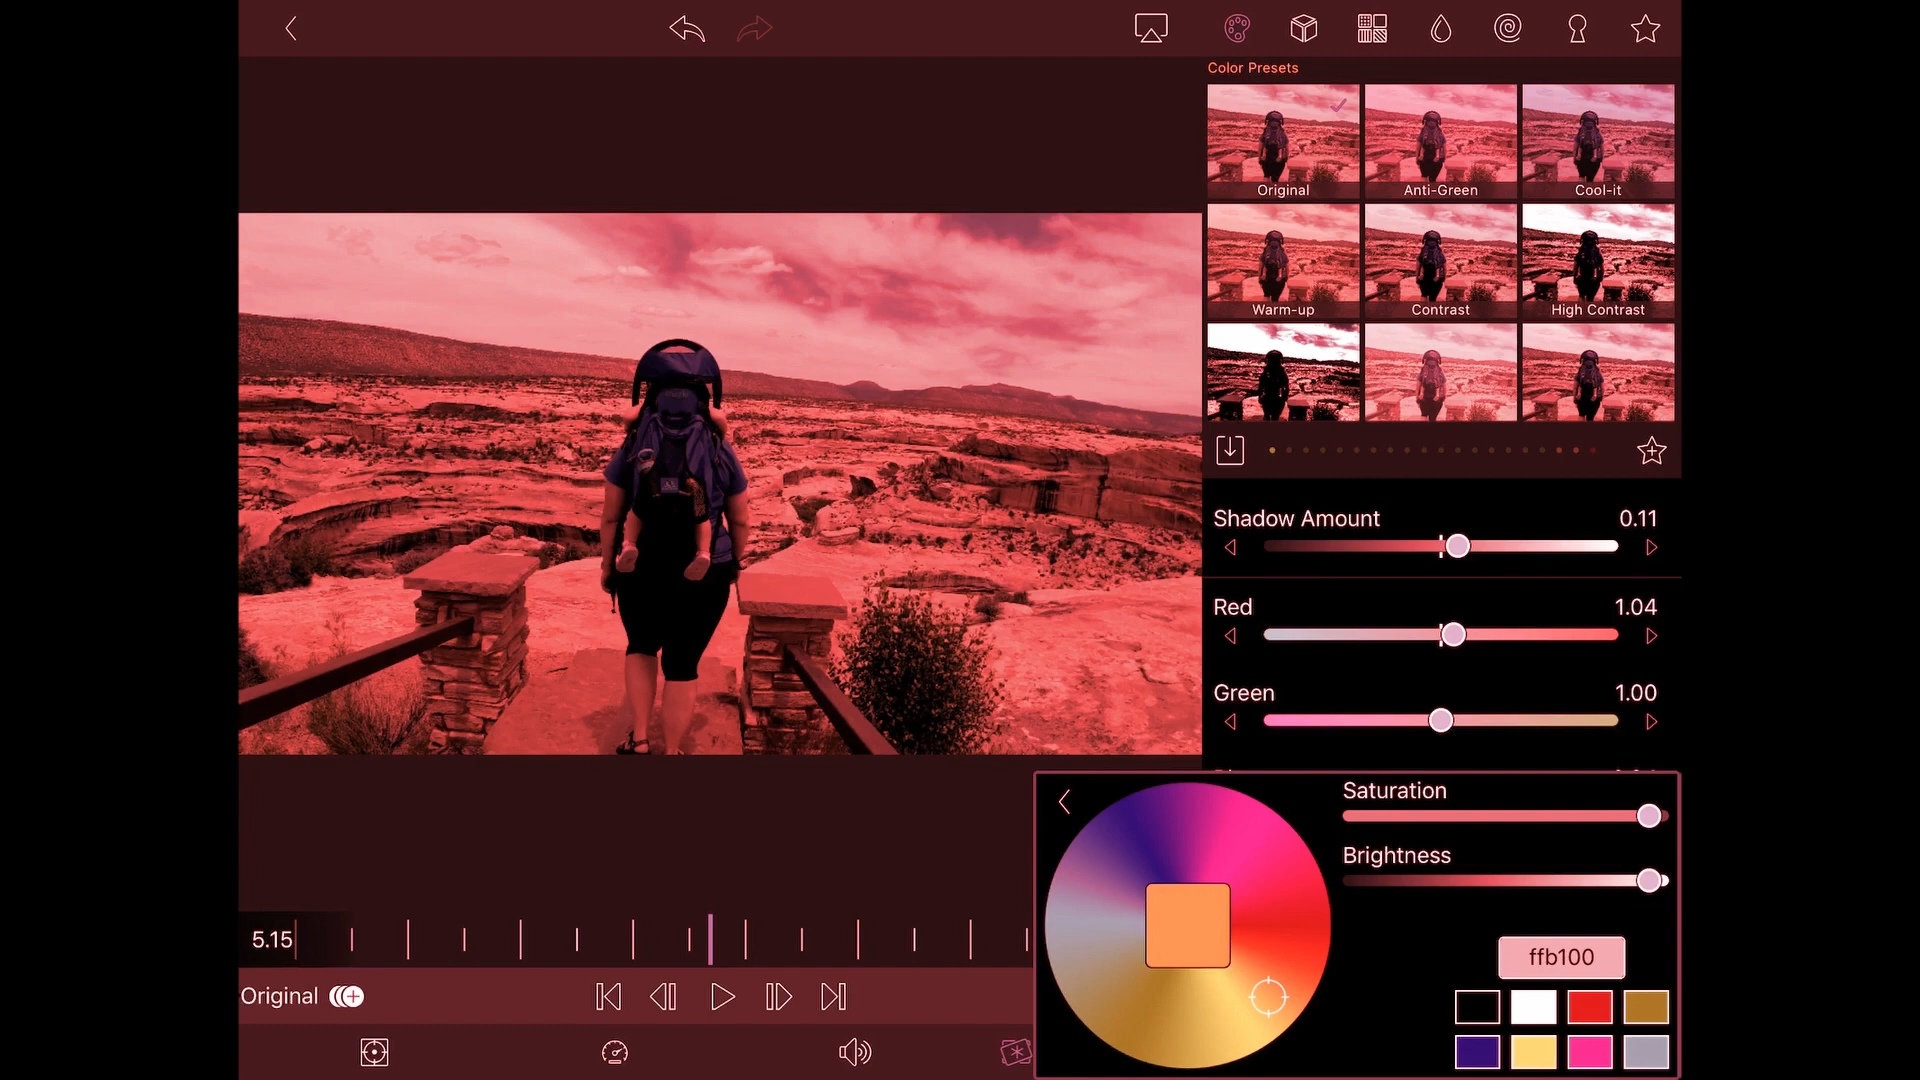 Color Presets
Original
Anti-Green
Cool-it
Warm-up
Contrast
High Contrast
Shadow Amount
0.11
Red
1.04
Green
1.00
Saturation
Brightness
ffb100
5.15
Original